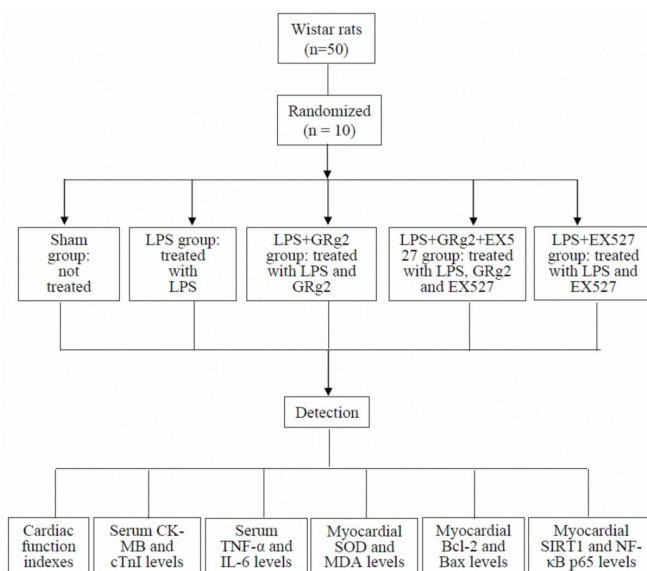 Wistar rats
(n=50)
Randomized
(n = 10)
Sham
group:
not
treated
LPS group:
treated
with
LPS
LPS+GRg2
group: treated
with LPS and
GRg2
LPS+GRg2+EX5
27 group: treated
with LPS, GRg2
and EX527
LPS+EX527
group: treated
with LPS and
EX527
Detection
Cardiac
function
indexes
Serum CK-
MB and
cTnI levels
Serum
TNF-α and
IL-6 levels
Myocardial
SOD and
MDA levels
Myocardial
Bcl-2 and
Bax levels
Myocardial
SIRT1 and NF-
κB p65 levels